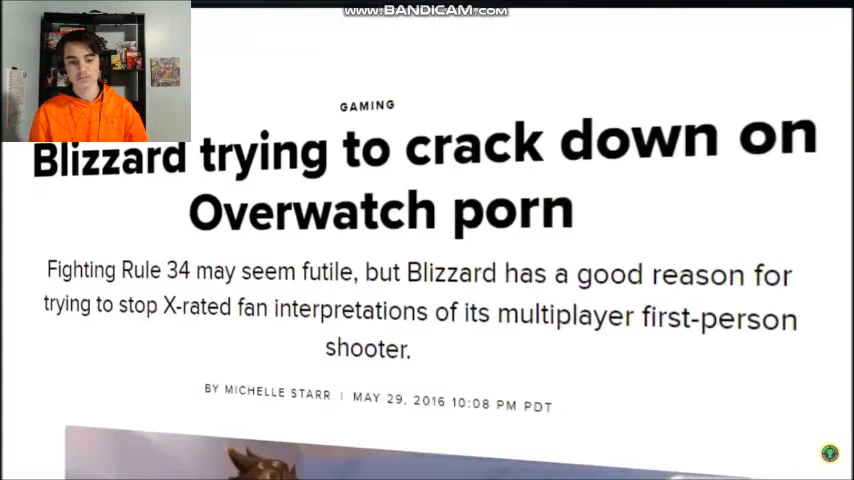 www.BANDICAM.com
GAMING
Blizzard trying to crack down on
Overwatch porn
Fighting Rule 34 may seem futile, but Blizzard has a good reason for
trying to stop X-rated fan interpretations of its multiplayer first-person
shooter.
BY MICHELLE STARR | MAY 29, 2016 10:08 PM PDT